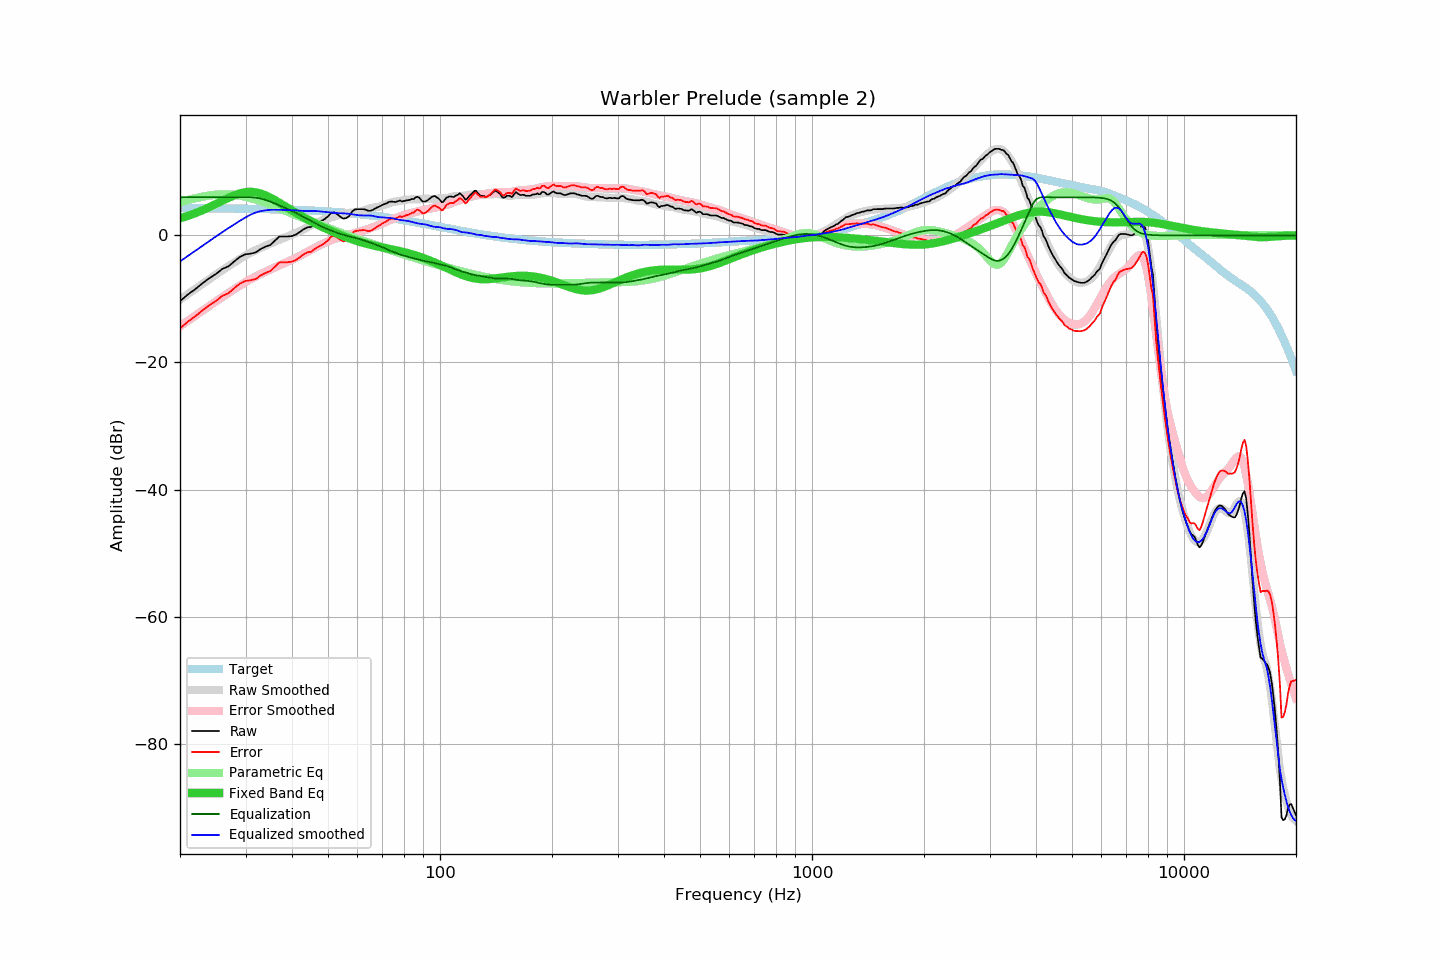 Warbler Prelude (sample 2)
Amplitude (dBr)
0
−20
−40
−60
−80
Target
Raw Smoothed
Error Smoothed
Raw
Error
Parametric Eq
Fixed Band Eq
Equalization
Equalized smoothed
100 1000 10000
Frequency (Hz)